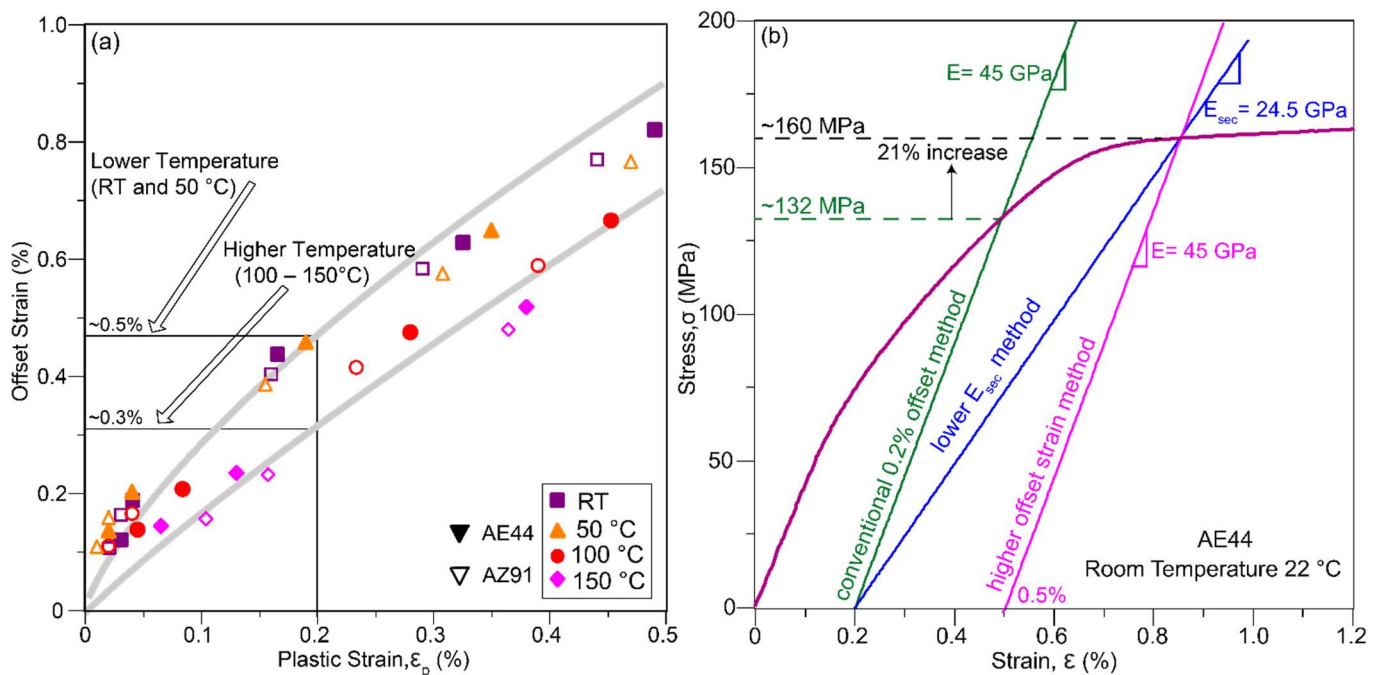 (a)
1.0
0.8
0.6
0.4
0.2
0
Offset Strain (%)
Lower Temperature
(RT and 50 °C)
Higher Temperature
(100 – 150°C)
~0.5%
~0.3%
RT
50 °C
100 °C
150 °C
AE44
AZ91
0
0.1
0.2
0.3
0.4
0.5
Plastic Strain,εp (%)
(b)
200
150
100
50
0
Stress,σ (MPa)
E= 45 GPa
Esec= 24.5 GPa
~160 MPa
21% increase
~132 MPa
E= 45 GPa
conventional 0.2% offset method
lower Esec method
higher offset strain method
0.5%
AE44
Room Temperature 22 °C
0
0.2
0.4
0.6
0.8
1.0
1.2
Strain, ε (%)